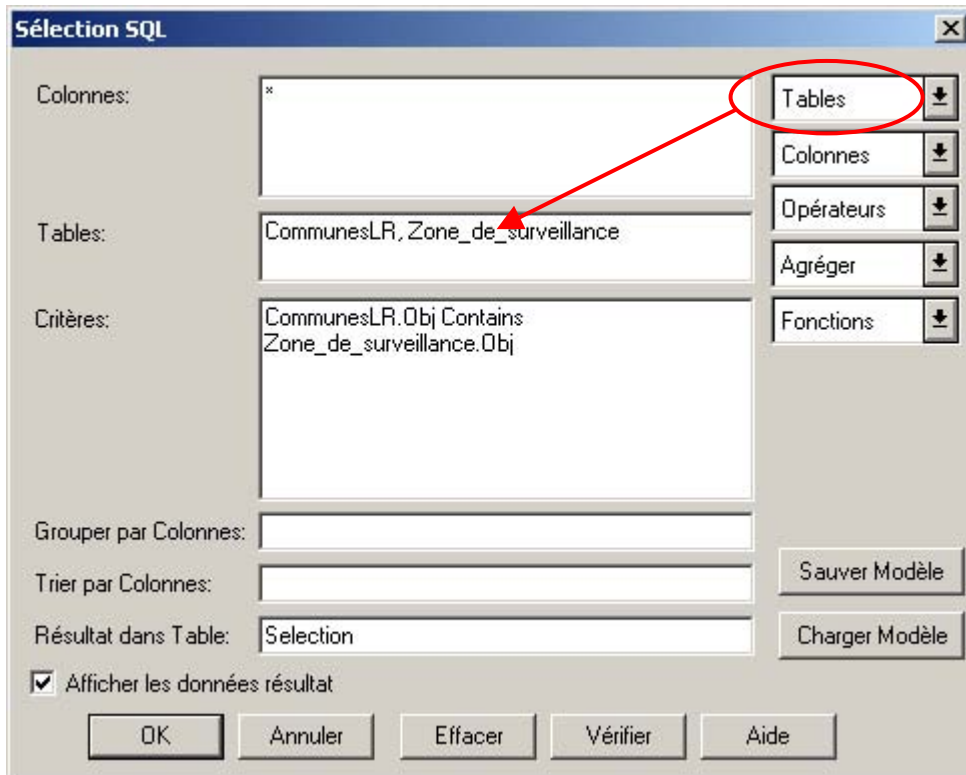 Sélection SQL
Colonnes:
*
Tables
Colonnes
Tables:
CommunesLR, Zone_de_surveillance
Opérateurs
Agréger
Critères:
CommunesLR.Obj Contains
Zone_de_surveillance.Obj
Fonctions
Grouper par Colonnes:
Trier par Colonnes:
Sauver Modèle
Résultat dans Table:
Selection
Charger Modèle
Afficher les données résultat
OK
Annuler
Effacer
Vérifier
Aide